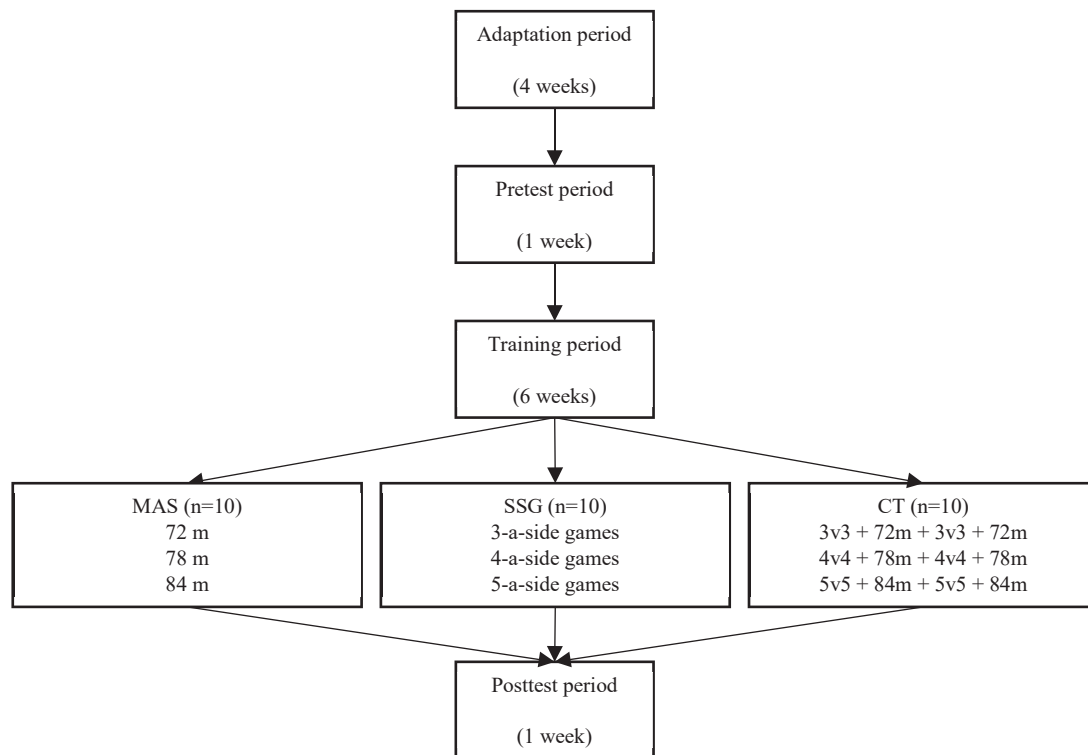 Adaptation period
(4 weeks)
Pretest period
(1 week)
Training period
(6 weeks)
MAS (n=10)
72 m
78 m
84 m
SSG (n=10)
3-a-side games
4-a-side games
5-a-side games
CT (n=10)
3v3 + 72m + 3v3 + 72m
4v4 + 78m + 4v4 + 78m
5v5 + 84m + 5v5 + 84m
Posttest period
(1 week)